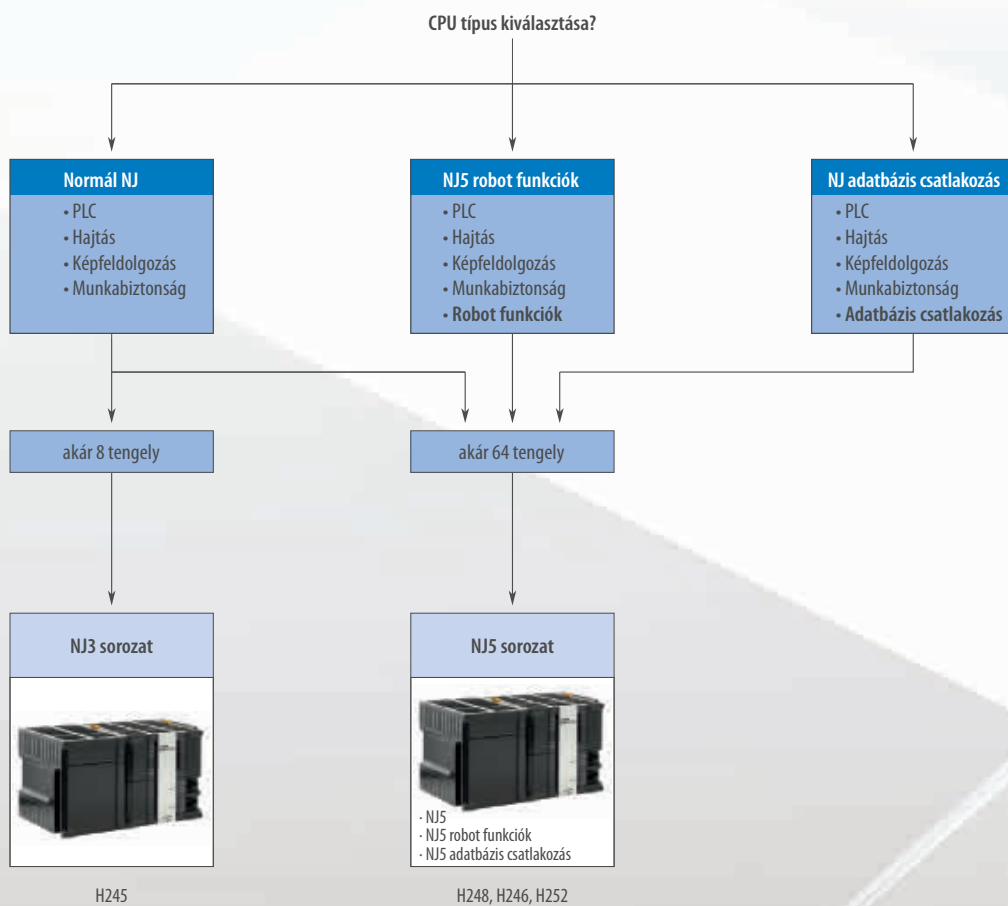 CPU típus kiválasztása?
Normál NJ
• PLC
• Hajtás
• Képfeldolgozás
• Munkabiztonság
NJ5 robot funkciók
• PLC
• Hajtás
• Képfeldolgozás
• Munkabiztonság
• Robot funkciók
NJ adatbázis csatlakozás
• PLC
• Hajtás
• Képfeldolgozás
• Munkabiztonság
• Adatbázis csatlakozás
akár 8 tengely
akár 64 tengely
NJ3 sorozat
NJ5 sorozat
· NJ5
· NJ5 robot funkciók
· NJ5 adatbázis csatlakozás
H245
H248, H246, H252